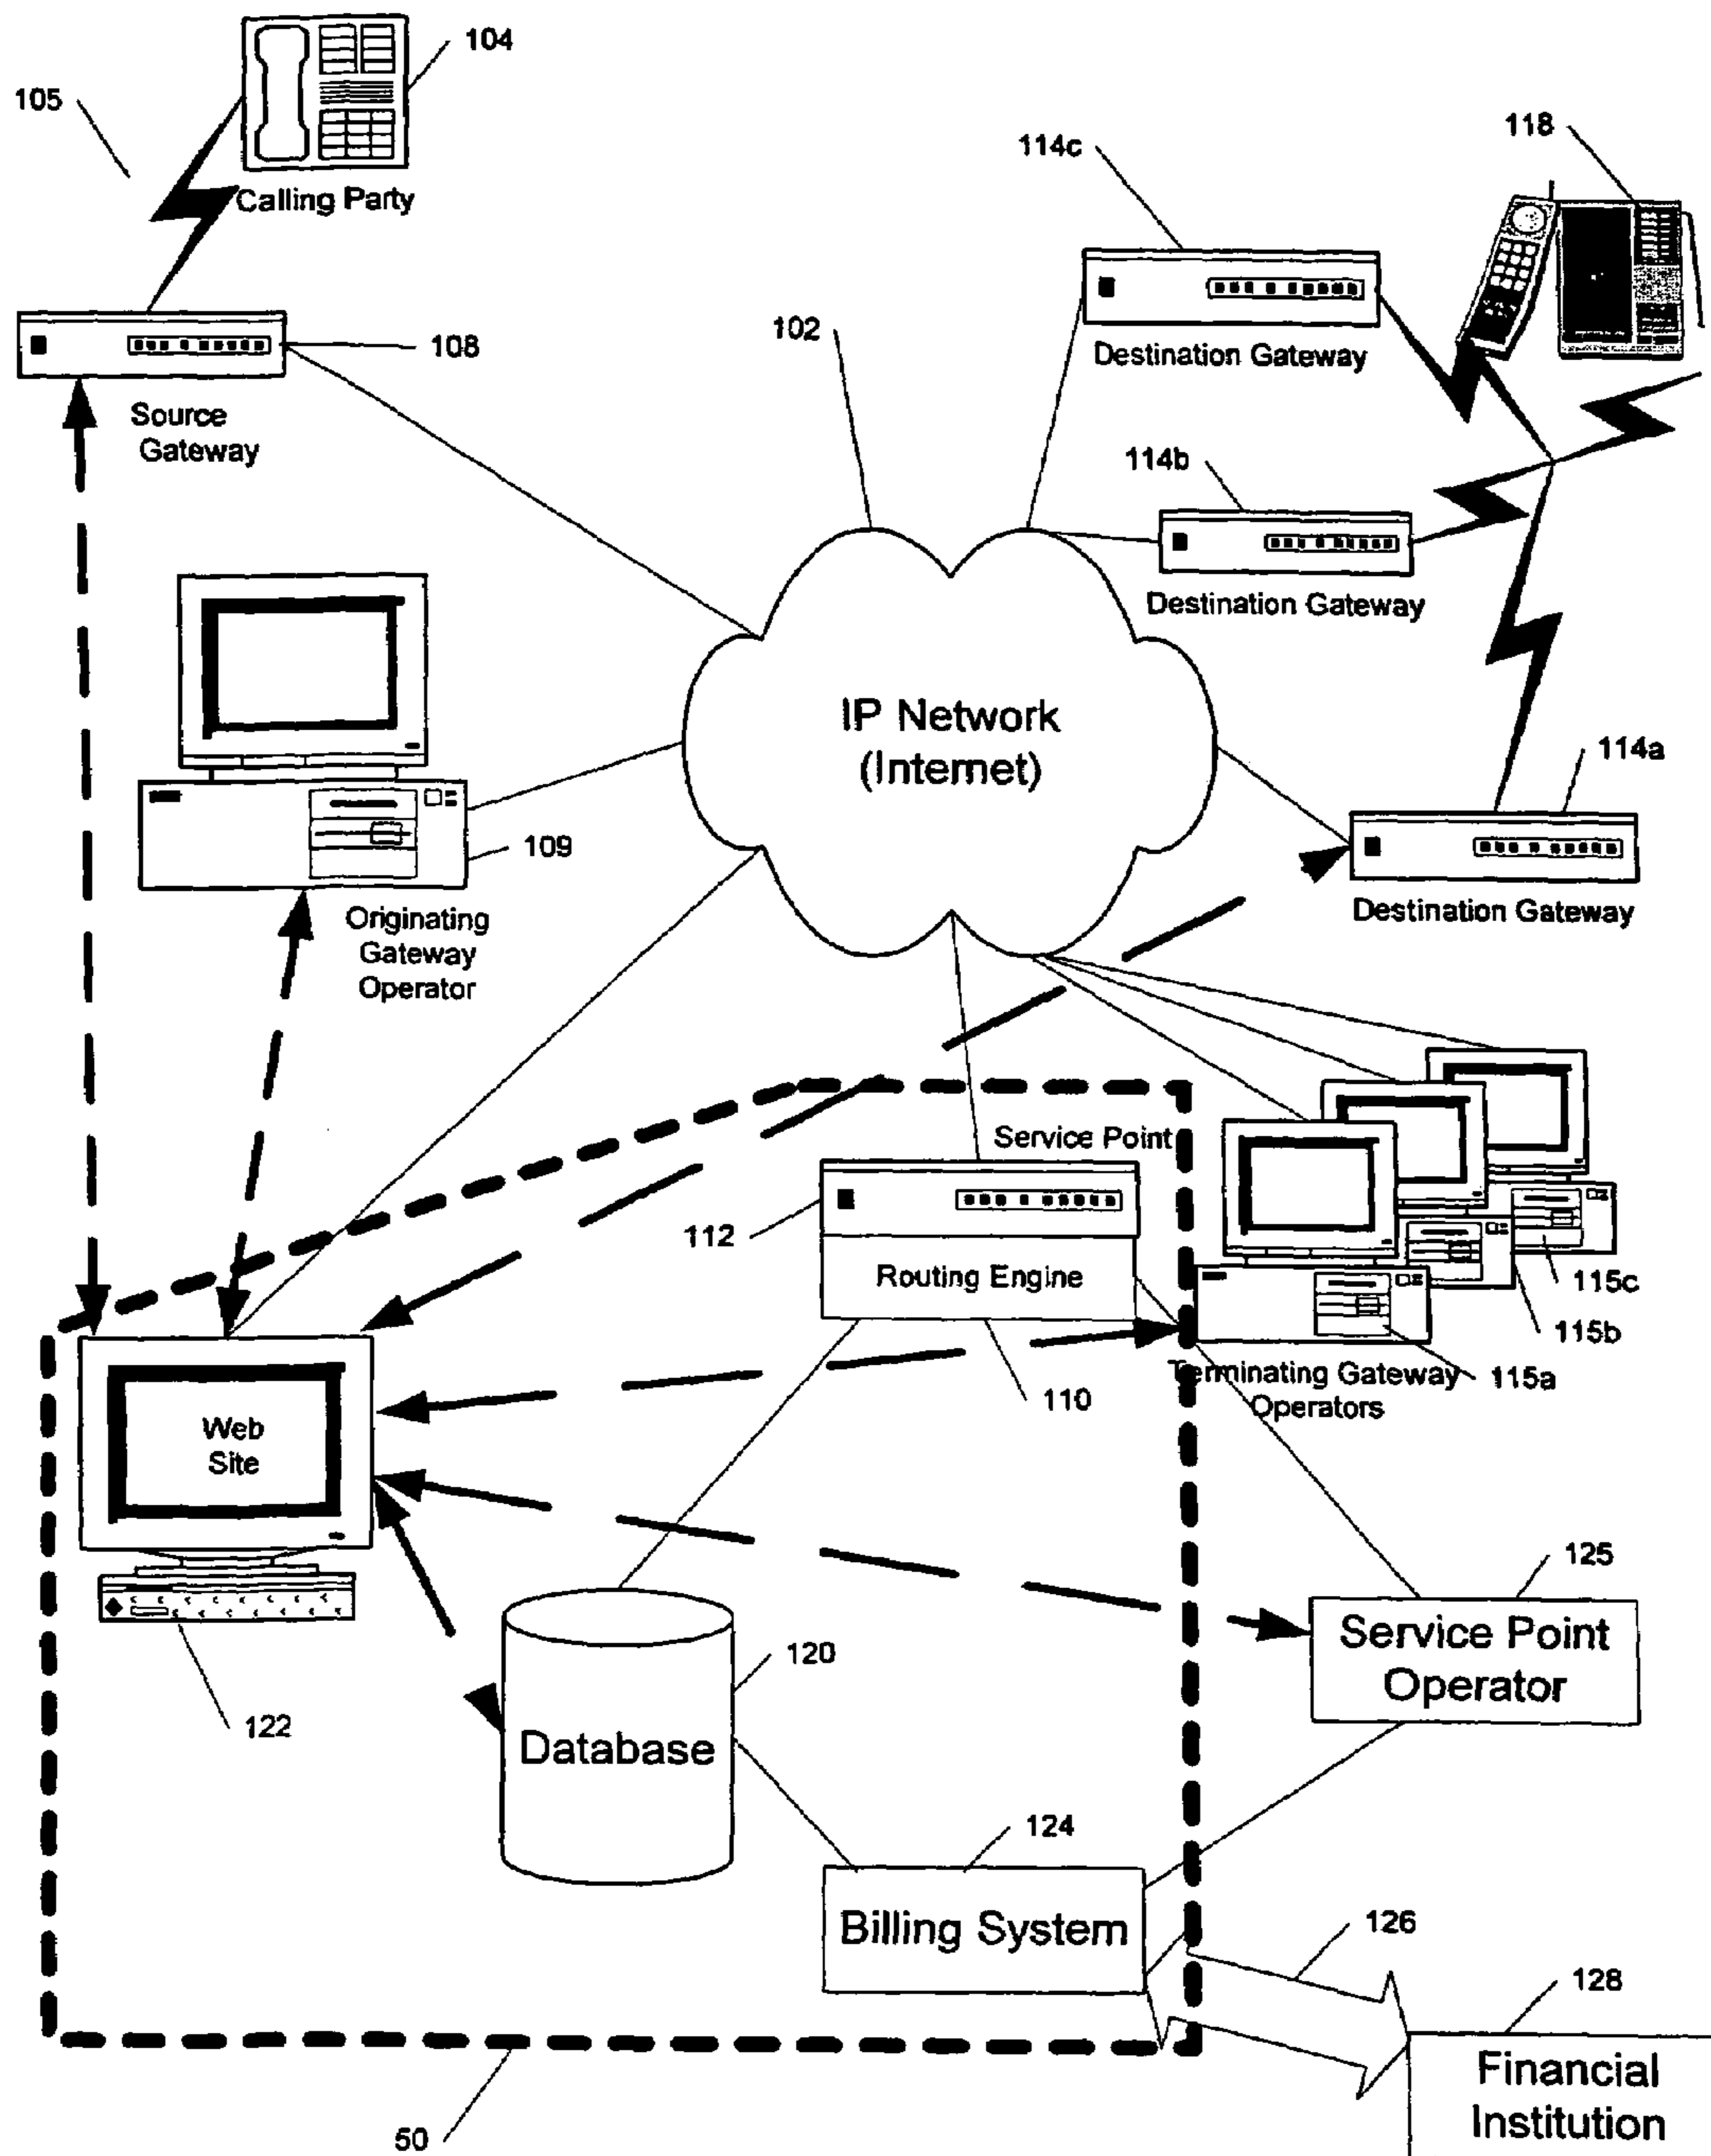 104
105
118
114c
Calling Party
102
108
Destination Gateway
Source
Gateway
114b
Destination Gateway
IP Network
(Internet)
114a
109
Destination Gateway
Originating
Gateway
Operator
Service Point
112
Routing Engine
115c
115b
110
Terminating Gateway
Operators
115a
Web
Site
125
Service Point
Operator
120
122
Database
124
Billing System
126
128
Financial
Institution
50